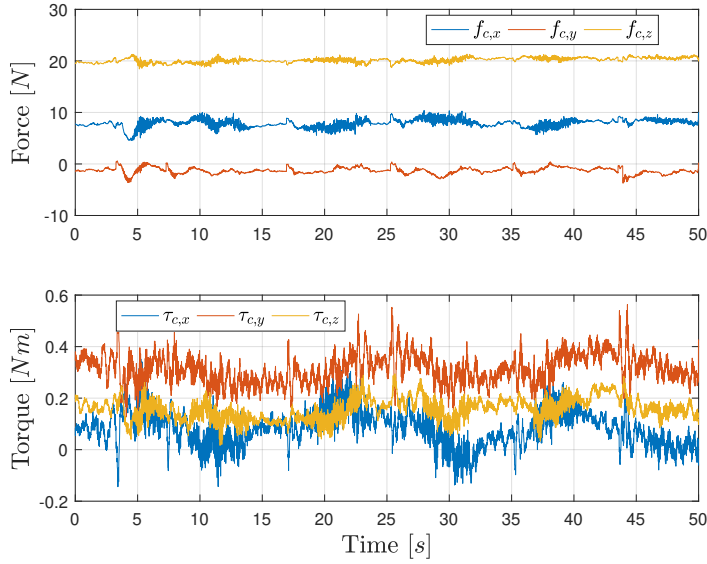 f_{c,x} f_{c,y} f_{c,z}
30
20
10
0
-10
Force [N]
0 5 10 15 20 25 30 35 40 45 50
τ_{c,x} τ_{c,y} τ_{c,z}
0.6
0.4
0.2
0
-0.2
Torque [Nm]
0 5 10 15 20 25 30 35 40 45 50
Time [s]